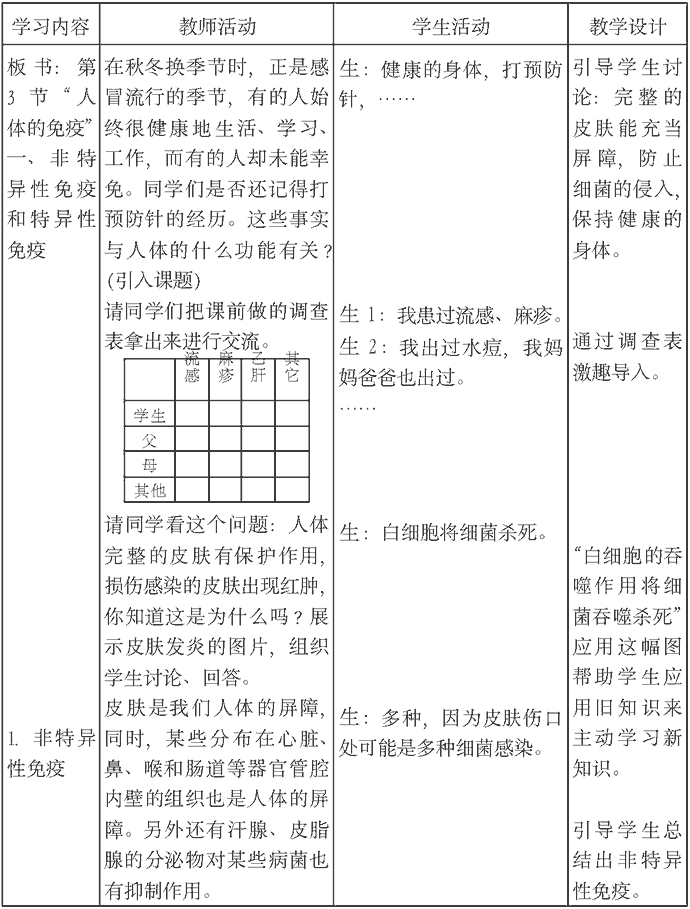 学习内容 教师活动 学生活动 教学设计
板书：第
3节“人
体的免疫”
一、非特
异性免疫
和特异性
免疫
1. 非特异
性免疫
在秋冬换季节时，正是感
冒流行的季节，有的人始
终很健康地生活、学习、
工作，而有的人却未能幸
免。同学们是否还记得打
预防针的经历。这些事实
与人体的什么功能有关？
(引入课题)
请同学们把课前做的调查
表拿出来进行交流。
流感 麻疹 乙肝 其它
学生
父
母
其他
请同学看这个问题：人体
完整的皮肤有保护作用，
损伤感染的皮肤出现红肿，
你知道这是为什么吗？展
示皮肤发炎的图片，组织
学生讨论、回答。
皮肤是我们人体的屏障，
同时，某些分布在心脏、
鼻、喉和肠道等器官管腔
内壁的组织也是人体的屏
障。另外还有汗腺、皮脂
腺的分泌物对某些病菌也
有抑制作用。
生：健康的身体，打预防
针，……
生1：我患过流感、麻疹。
生2：我出过水痘，我妈
妈爸爸也出过。
……
生：白细胞将细菌杀死。
生：多种，因为皮肤伤口
处可能是多种细菌感染。
引导学生讨
论：完整的
皮肤能充当
屏障，防止
细菌的侵入，
保持健康的
身体。
通过调查表
激趣导入。
“白细胞的吞
噬作用将细
菌吞噬杀死”
应用这幅图
帮助学生应
用旧知识来
主动学习新
知识。
引导学生总
结出非特异
性免疫。